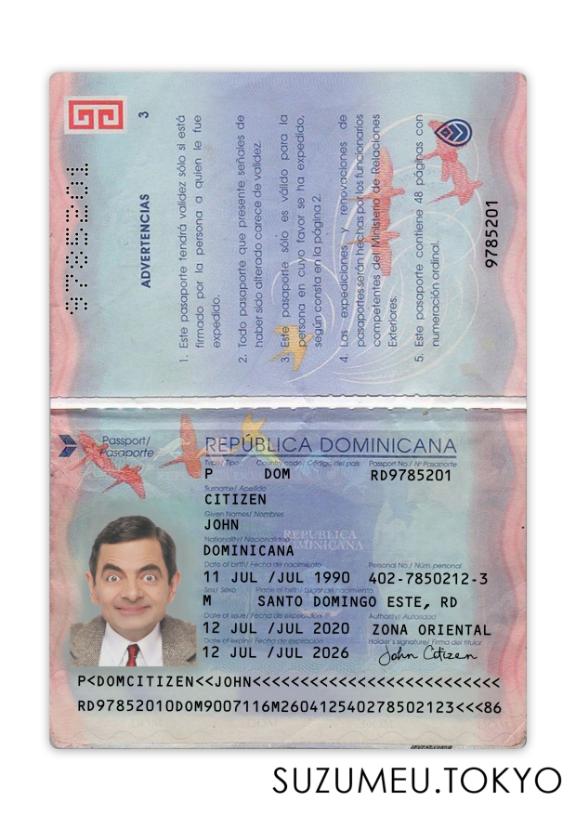 9785201
3
ADVERTENCIAS
1. Este pasaporte tendrá validez sólo si está
firmado por la persona a quien le fue
expedido.
2. Todo pasaporte que presente señales de
haber sido alterado carece de validez.
3. Este pasaporte sólo es válido para la
persona en cuyo favor se ha expedido,
según consta en la página 2.
4. Las expediciones y renovaciones de
pasaportes serán hechas por los funcionarios
competentes del Ministerio de Relaciones
Exteriores.
5. Este pasaporte contiene 48 páginas con
numeración ordinal.
9785201
Passport/
Pasaporte
REPÚBLICA DOMINICANA
Type/Tipo Country code/ Código del país Passport No./ Nº Pasaporte
P DOM RD9785201
Surname/ Apellido
CITIZEN
Given Names/ Nombres
JOHN
Nationality/ Nacionalidad
DOMINICANA
REPUBLICA
DOMINICANA
Date of birth/ Fecha de nacimiento Personal No./ Núm. personal
11 JUL /JUL 1990 402-7850212-3
Sex/ Sexo Place of birth/ Lugar de nacimiento
M SANTO DOMINGO ESTE, RD
Date of issue/ Fecha de expedición Authority/ Autoridad
12 JUL /JUL 2020 ZONA ORIENTAL
Date of expiry/ Fecha de expiración Holder's signature/ Firma del titular
12 JUL /JUL 2026 John Citizen
P<DOMCITIZEN<<JOHN<<<<<<<<<<<<<<<<<<<<<<<<<<
RD97852010DOM9007116M26041254027850212​3<<<86
SUZUMEU.TOKYO